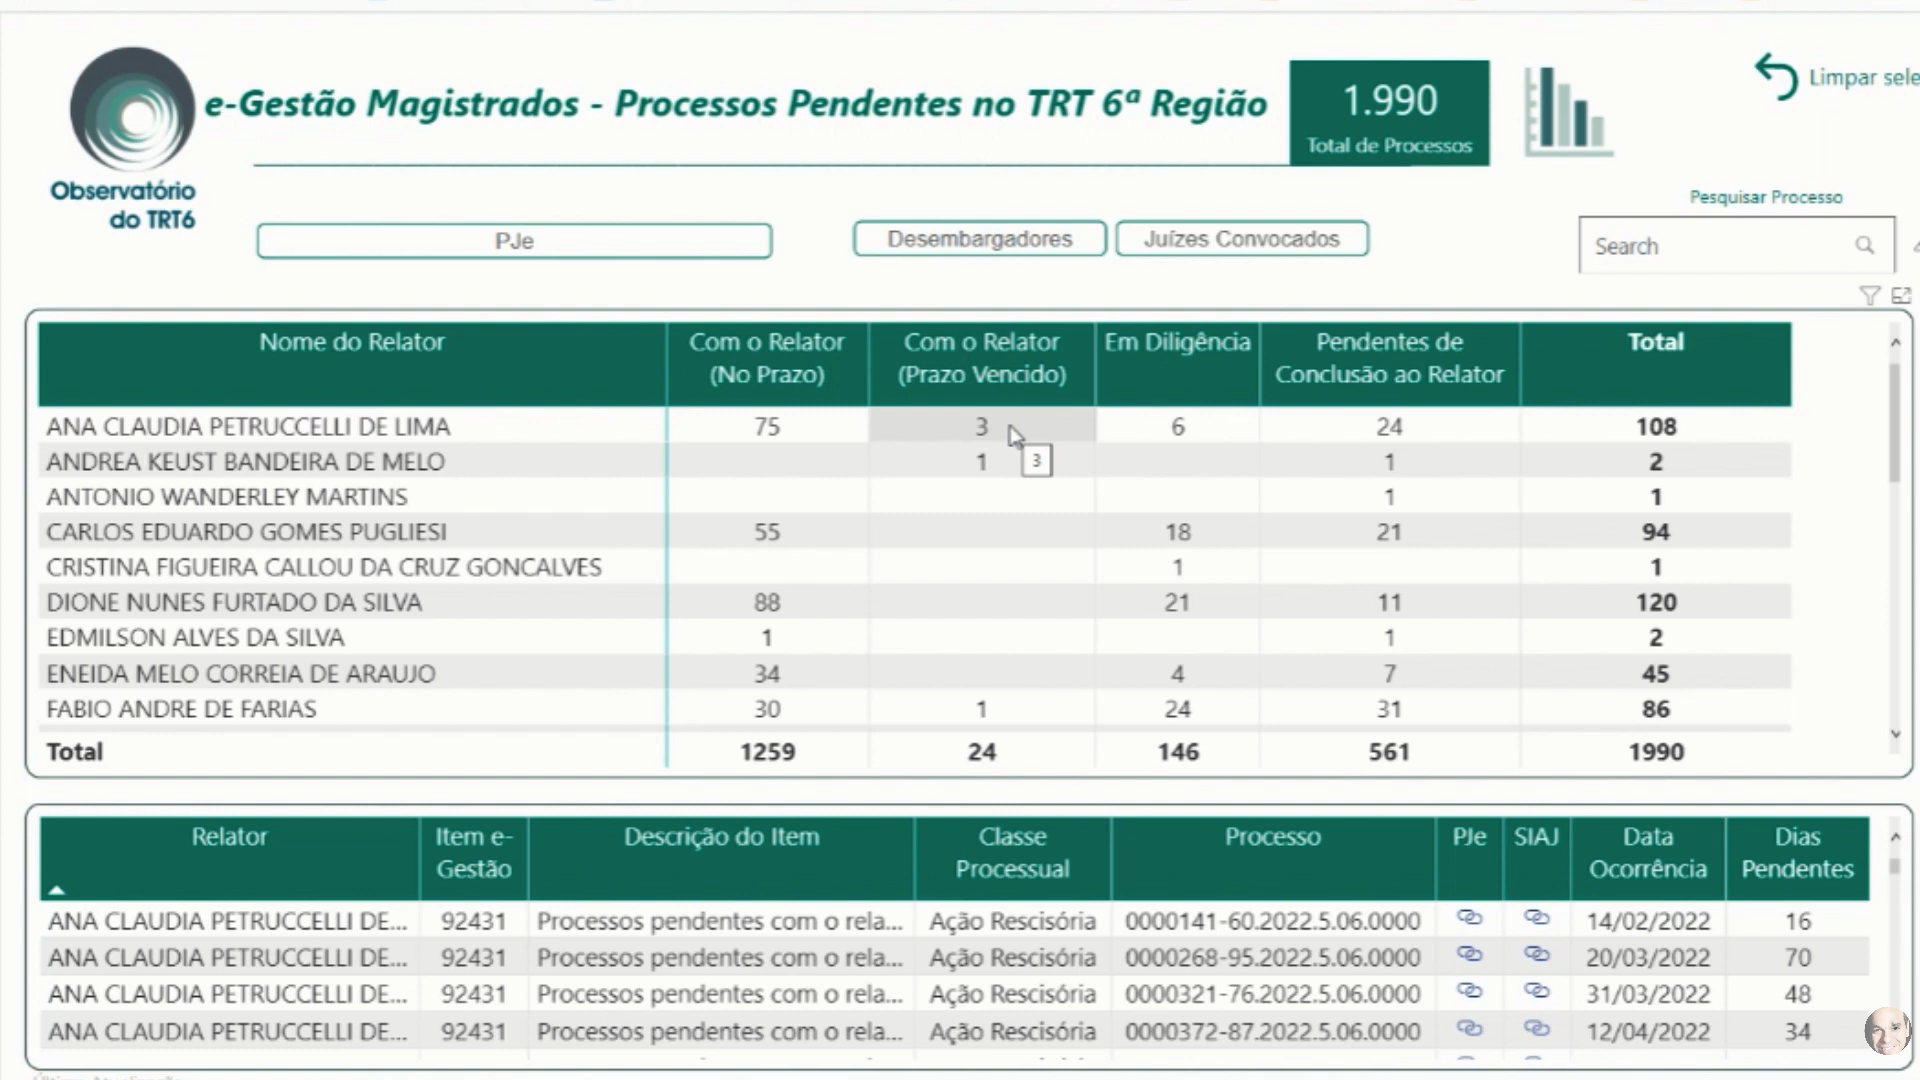 e-Gestão Magistrados - Processos Pendentes no TRT 6ª Região
1.990
Total de Processos
Limpar sele
Observatório
do TRT6
Pesquisar Processo
PJe
Desembargadores
Juízes Convocados
Search
Nome do Relator Com o Relator (No Prazo) Com o Relator (Prazo Vencido) Em Diligência Pendentes de Conclusão ao Relator Total
ANA CLAUDIA PETRUCCELLI DE LIMA 75 3 6 24 108
3
ANDREA KEUST BANDEIRA DE MELO 1 1 2
ANTONIO WANDERLEY MARTINS 1 1
CARLOS EDUARDO GOMES PUGLIESI 55 18 21 94
CRISTINA FIGUEIRA CALLOU DA CRUZ GONCALVES 1 1
DIONE NUNES FURTADO DA SILVA 88 21 11 120
EDMILSON ALVES DA SILVA 1 1 2
ENEIDA MELO CORREIA DE ARAUJO 34 4 7 45
FABIO ANDRE DE FARIAS 30 1 24 31 86
Total 1259 24 146 561 1990
Relator Item e-Gestão Descrição do Item Classe Processual Processo PJe SIAJ Data Ocorrência Dias Pendentes
ANA CLAUDIA PETRUCCELLI DE... 92431 Processos pendentes com o rela... Ação Rescisória 0000141-60.2022.5.06.0000 14/02/2022 16
ANA CLAUDIA PETRUCCELLI DE... 92431 Processos pendentes com o rela... Ação Rescisória 0000268-95.2022.5.06.0000 20/03/2022 70
ANA CLAUDIA PETRUCCELLI DE... 92431 Processos pendentes com o rela... Ação Rescisória 0000321-76.2022.5.06.0000 31/03/2022 48
ANA CLAUDIA PETRUCCELLI DE... 92431 Processos pendentes com o rela... Ação Rescisória 0000372-87.2022.5.06.0000 12/04/2022 34